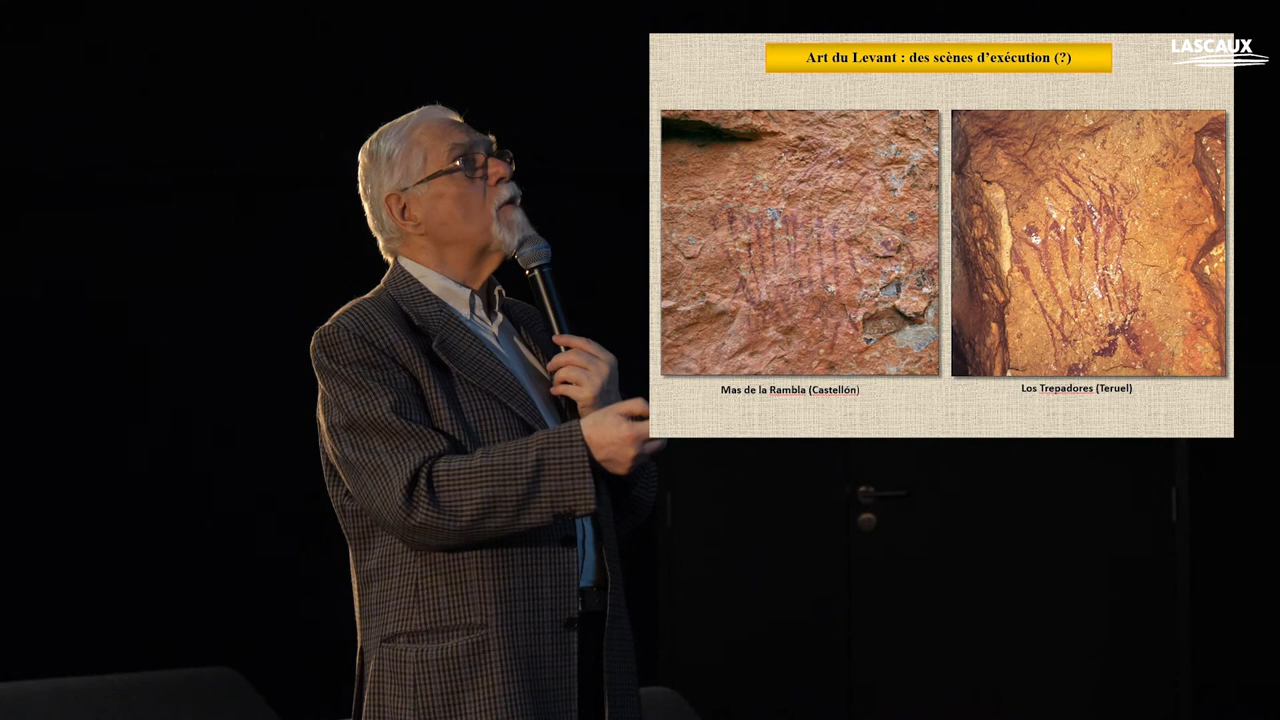 LASCAUX
Art du Levant : des scènes d'exécution (?)
Mas de la Rambla (Castellón)
Los Trepadores (Teruel)